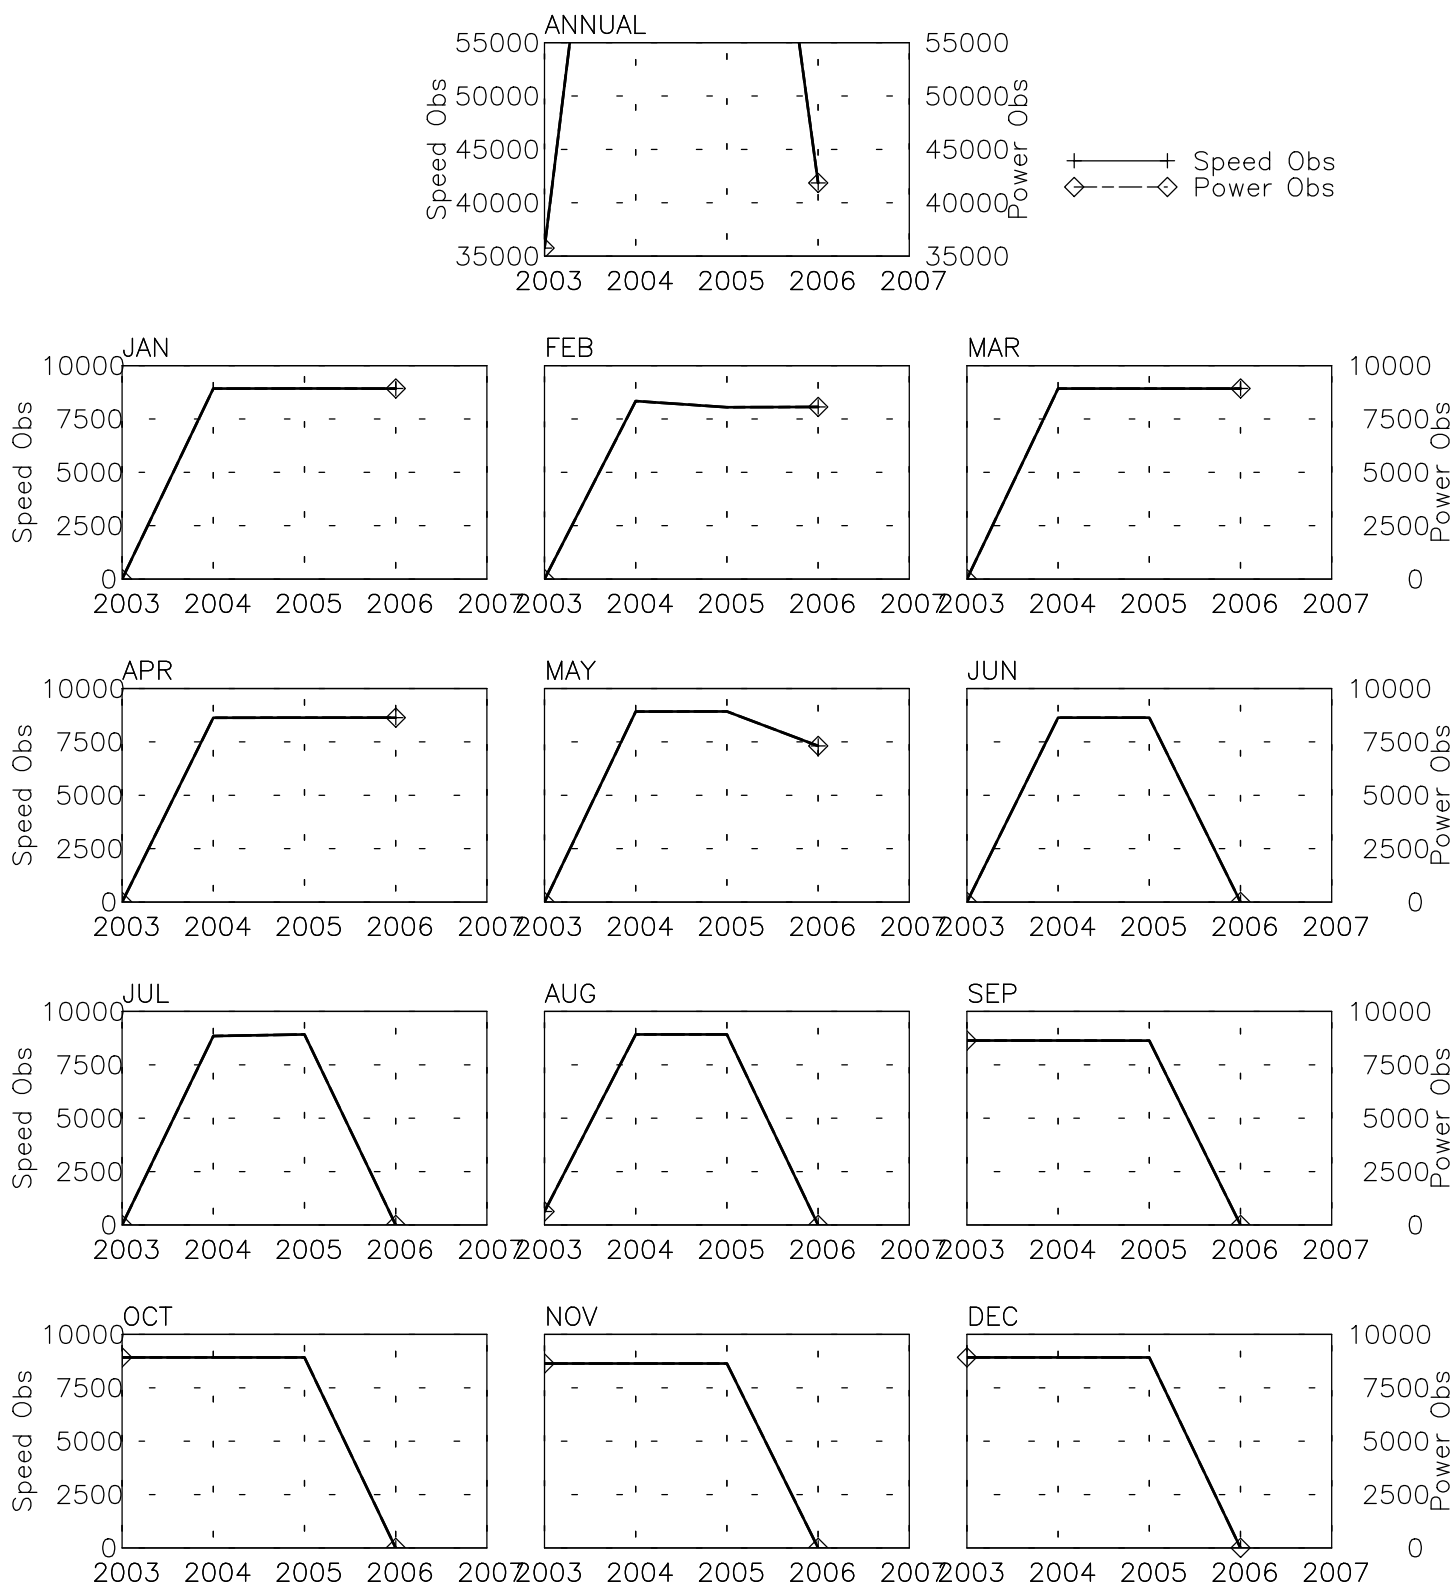 ANNUAL
55000 55000
50000 50000
45000 45000
40000 40000
35000 35000
Speed Obs
Power Obs
2003 2004 2005 2006 2007
Speed Obs
Power Obs
JAN FEB MAR
10000 10000
7500 7500
5000 5000
2500 2500
0 0
Speed Obs
Power Obs
2003 2004 2005 2006 2007 2003 2004 2005 2006 2007 2003 2004 2005 2006 2007
APR MAY JUN
10000 10000
7500 7500
5000 5000
2500 2500
0 0
Speed Obs
Power Obs
2003 2004 2005 2006 2007 2003 2004 2005 2006 2007 2003 2004 2005 2006 2007
JUL AUG SEP
10000 10000
7500 7500
5000 5000
2500 2500
0 0
Speed Obs
Power Obs
2003 2004 2005 2006 2007 2003 2004 2005 2006 2007 2003 2004 2005 2006 2007
OCT NOV DEC
10000 10000
7500 7500
5000 5000
2500 2500
0 0
Speed Obs
Power Obs
2003 2004 2005 2006 2007 2003 2004 2005 2006 2007 2003 2004 2005 2006 2007